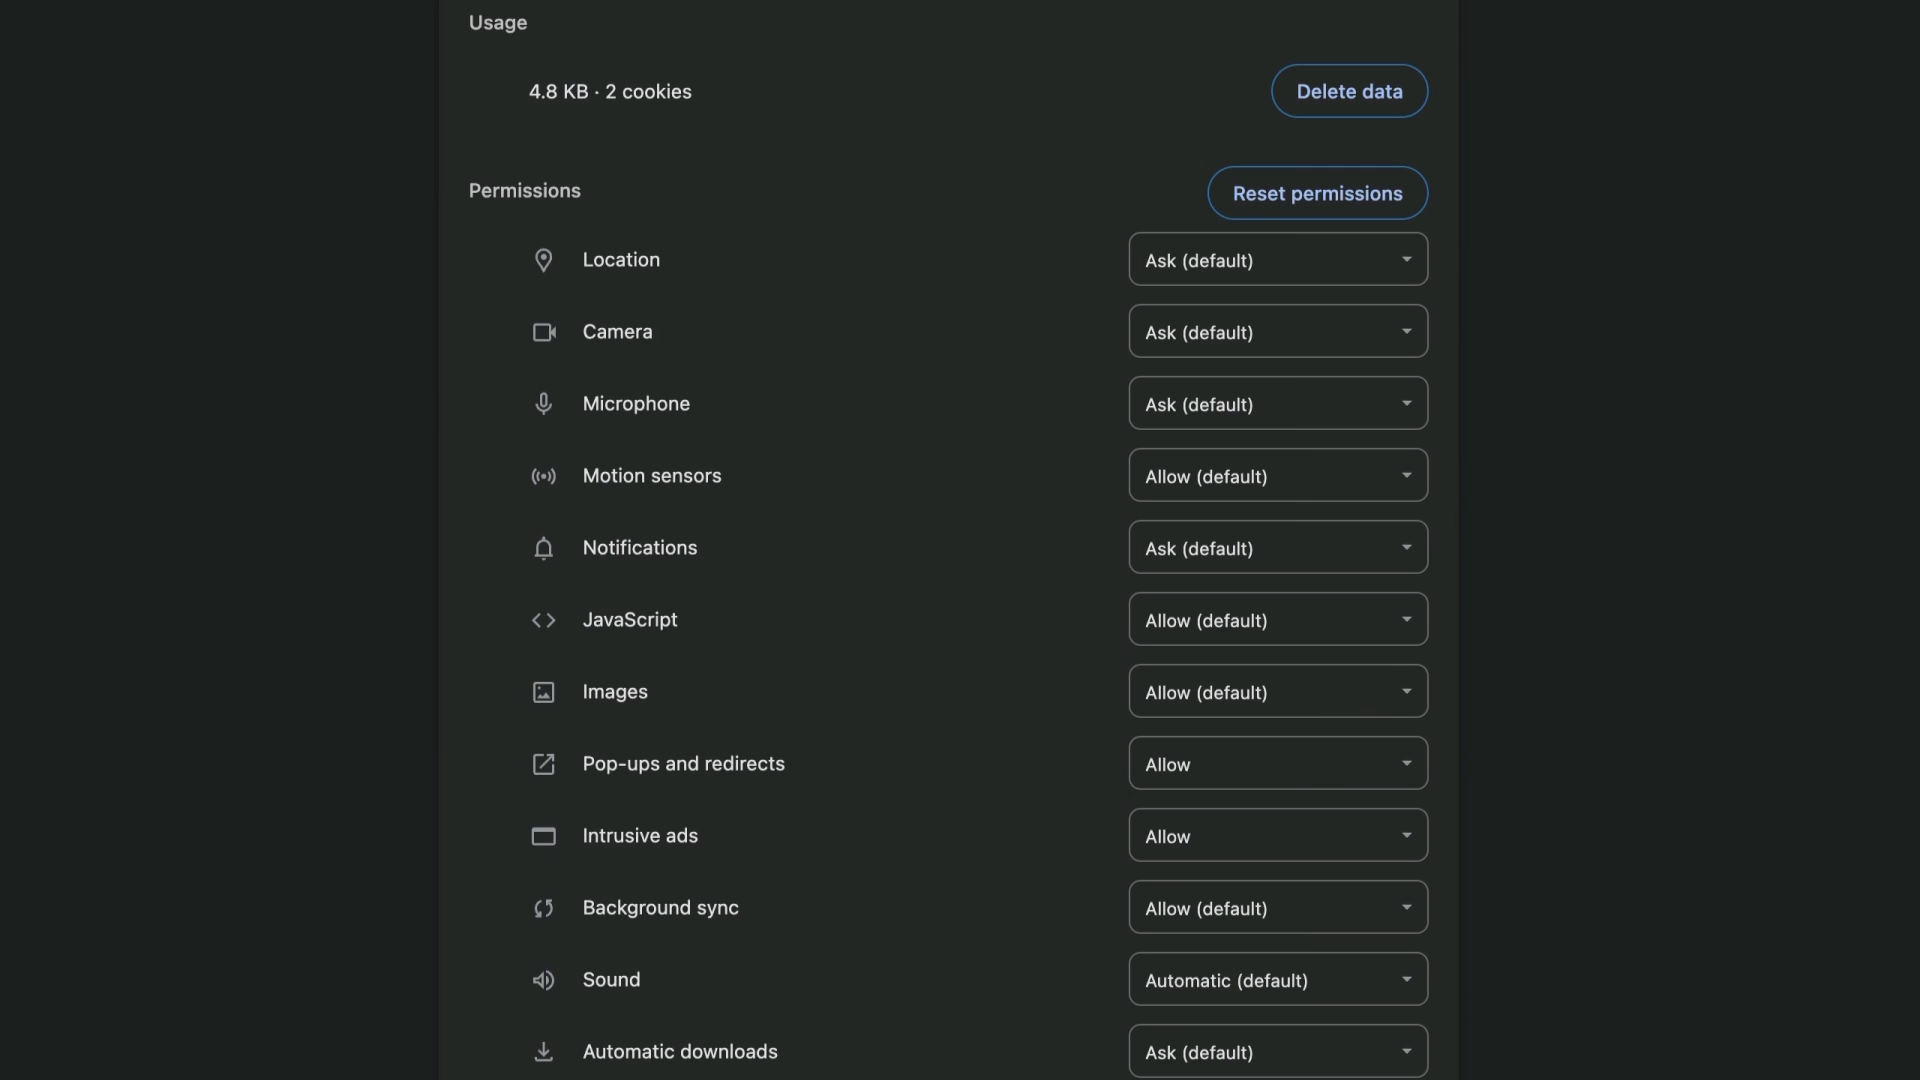 Usage
4.8 KB · 2 cookies
Delete data
Permissions
Reset permissions
Location
Ask (default)
Camera
Ask (default)
Microphone
Ask (default)
Motion sensors
Allow (default)
Notifications
Ask (default)
JavaScript
Allow (default)
Images
Allow (default)
Pop-ups and redirects
Allow
Intrusive ads
Allow
Background sync
Allow (default)
Sound
Automatic (default)
Automatic downloads
Ask (default)